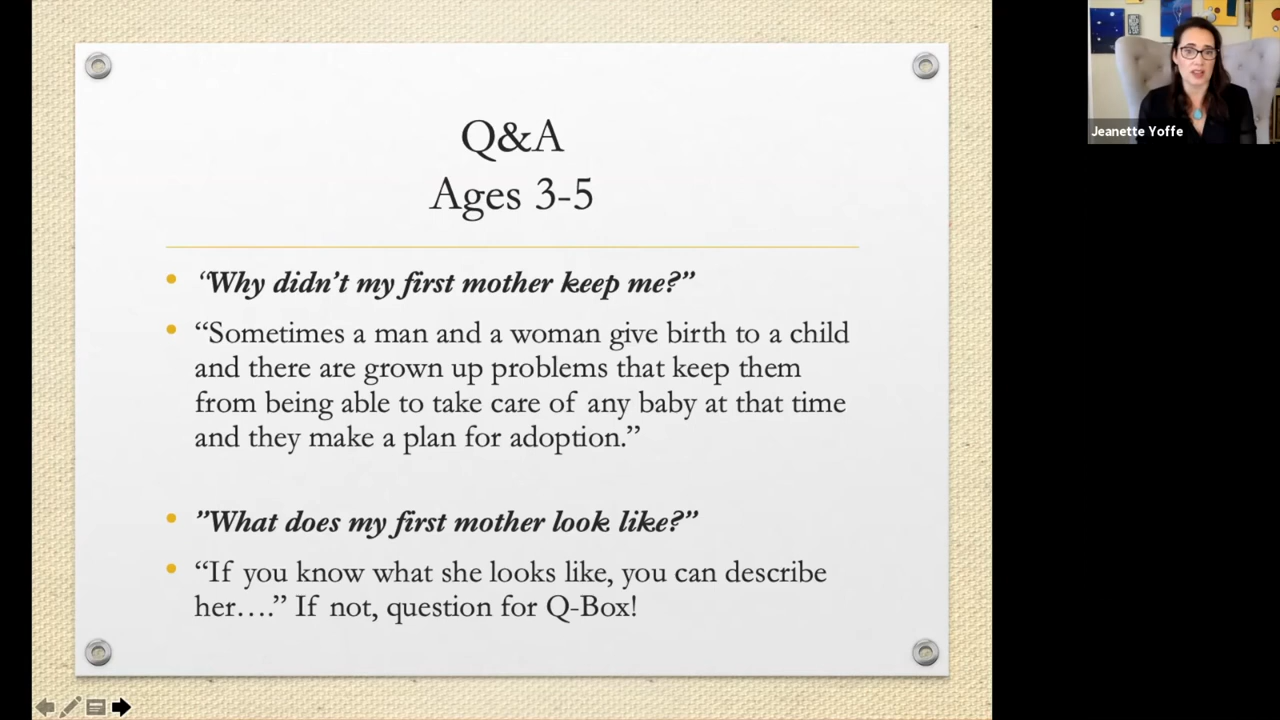 Q&A
Ages 3-5
“Why didn’t my first mother keep me?”
“Sometimes a man and a woman give birth to a child
and there are grown up problems that keep them
from being able to take care of any baby at that time
and they make a plan for adoption.”
”What does my first mother look like?”
“If you know what she looks like, you can describe
her….” If not, question for Q-Box!
Jeanette Yoffe